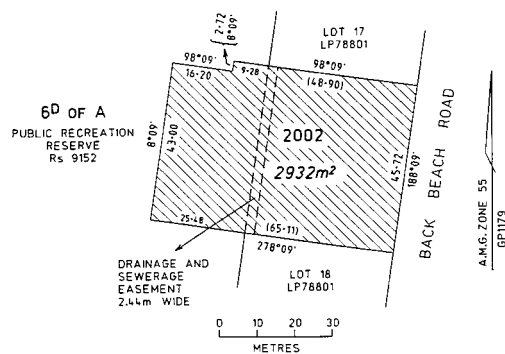 2·72
8°09'
LOT 17
LP78801
98°09'
16·20
9·28
98°09'
(48·90)
6D OF A
PUBLIC RECREATION
RESERVE
Rs 9152
8°09'
43·00
2002
2932m²
45·72
188°09'
BACK BEACH ROAD
A.M.G. ZONE 55
GP1179
25·48
(65·11)
278°09'
DRAINAGE AND
SEWERAGE
EASEMENT
2.44m WIDE
LOT 18
LP78801
0 10 20 30
METRES